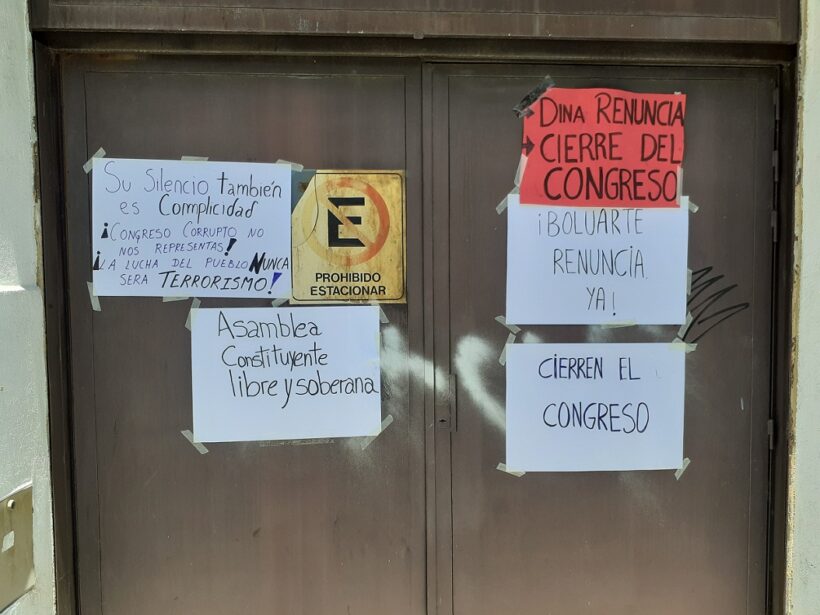 Su Silencio también
es Complicidad
¡CONGRESO CORRUPTO NO
NOS REPRESENTAS!
¡LA LUCHA DEL PUEBLO NUNCA
SERA TERRORISMO!
E
PROHIBIDO
ESTACIONAR
Asamblea
Constituyente
libre y soberana
DINA RENUNCIA
→ CIERRE DEL
CONGRESO
¡BOLUARTE
RENUNCIA
YA!
CIERREN EL
CONGRESO